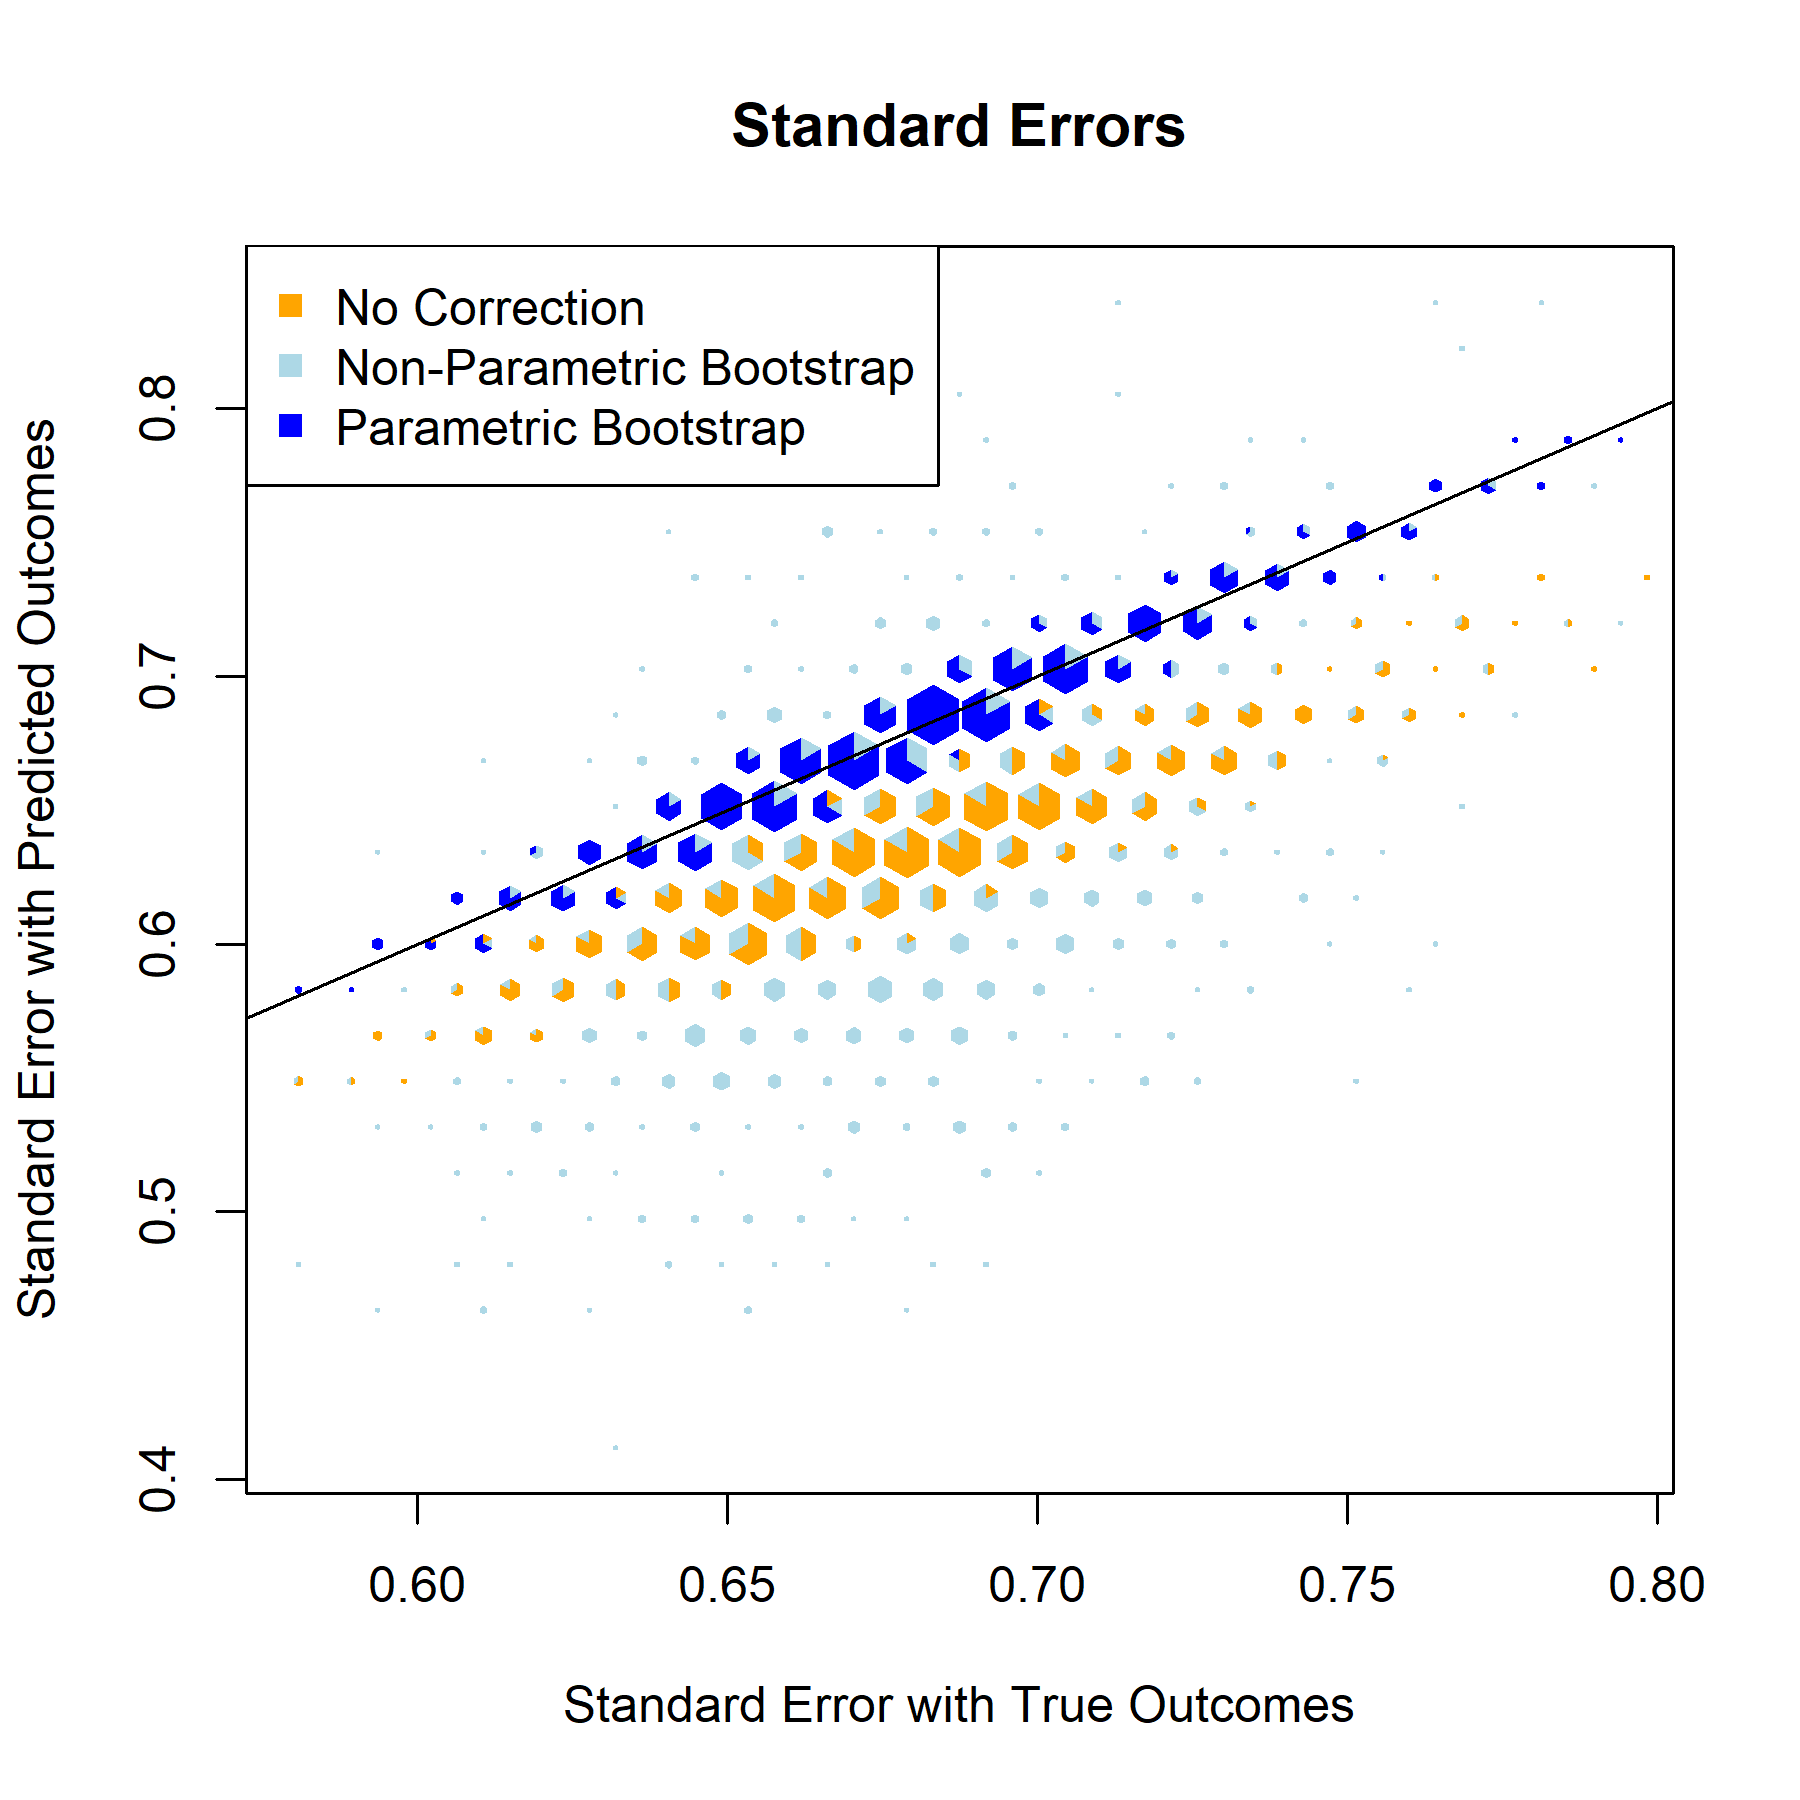 Standard Errors
No Correction
Non-Parametric Bootstrap
Parametric Bootstrap
Standard Error with Predicted Outcomes
0.8
0.7
0.6
0.5
0.4
0.60 0.65 0.70 0.75 0.80
Standard Error with True Outcomes